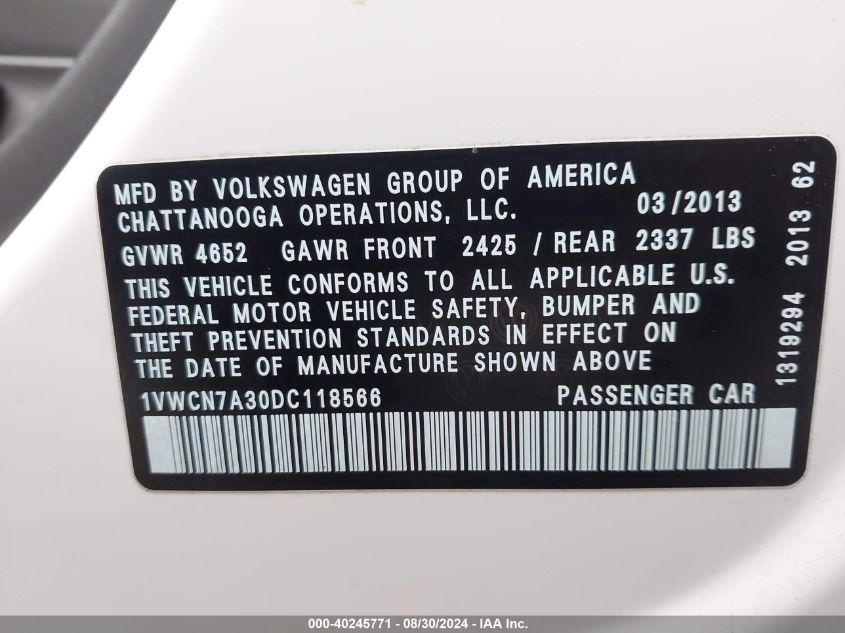 MFD BY VOLKSWAGEN GROUP OF AMERICA
CHATTANOOGA OPERATIONS, LLC. 03/2013
GVWR 4652 GAWR FRONT 2425 / REAR 2337 LBS
THIS VEHICLE CONFORMS TO ALL APPLICABLE U.S.
FEDERAL MOTOR VEHICLE SAFETY, BUMPER AND
THEFT PREVENTION STANDARDS IN EFFECT ON
THE DATE OF MANUFACTURE SHOWN ABOVE
1VWCN7A30DC118566 PASSENGER CAR
1319294 2013 62
000-40245771 - 08/30/2024 - IAA Inc.